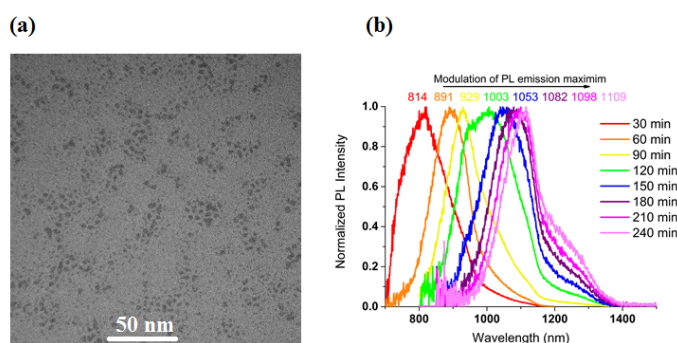 (a)
(b)
50 nm
Modulation of PL emission maximim
814 891 929 1003 1053 1082 1098 1109
Normalized PL Intensity
1.0
0.8
0.6
0.4
0.2
0.0
800 1000 1200 1400
Wavelength (nm)
30 min
60 min
90 min
120 min
150 min
180 min
210 min
240 min